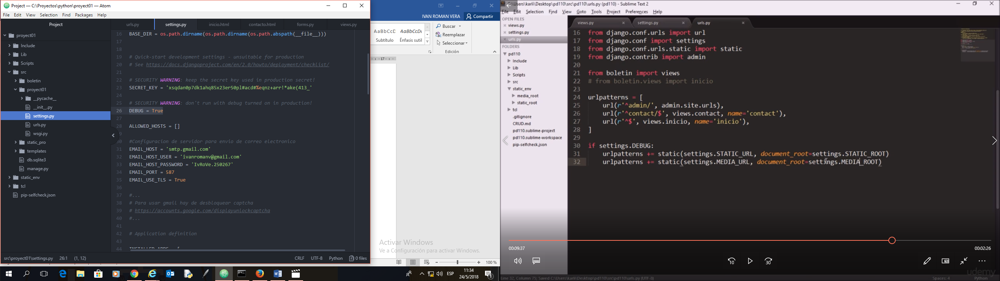 Project — C:\Proyectos\python\proyect01 — Atom
File Edit View Selection Find Packages Help
Project
proyect01
Include
Lib
Scripts
src
boletin
proyect01
__pycache__
__init__.py
settings.py
urls.py
wsgi.py
static_pro
templates
db.sqlite3
manage.py
static_env
tcl
pip-selfcheck.json
urls.py settings.py inicio.html contacto.html forms.py views.py
16 BASE_DIR = os.path.dirname(os.path.dirname(os.path.abspath(__file__)))
17
18
19 # Quick-start development settings - unsuitable for production
20 # See https://docs.djangoproject.com/en/2.0/howto/deployment/checklist/
21
22 # SECURITY WARNING: keep the secret key used in production secret!
23 SECRET_KEY = 'xsqdan0p7dk1ahq85x23er50pl#acd#%eqnz+arr!*ake(413_'
24
25 # SECURITY WARNING: don't run with debug turned on in production!
26 DEBUG = True
27
28 ALLOWED_HOSTS = []
9
30 #Configuracion de servidor para envio de correo electronico
31 EMAIL_HOST = 'smtp.gmail.com'
32 EMAIL_HOST_USER = 'ivanromanv@gmail.com'
33 EMAIL_HOST_PASSWORD = 'IvRoVe.250267'
34 EMAIL_PORT = 587
35 EMAIL_USE_TLS = True
36
37 #...
38 # Para usar gmail hay de desbloquear captcha
39 # https://accounts.google.com/displayunlockcaptcha
40 #...
41
42 # Application definition
43
44 INSTALLED_APPS = [
src\proyect01\settings.py 26:1 (1, 12) CRLF UTF-8 Python 0 files
IVAN ROMAN VERA Compartir
AaBbCcD AaBbCcDc
Subtítulo Énfasis sutil
Buscar
Reemplazar
Seleccionar
Edición
17
Activar Windows
Ve a Configuración para activar Windows.
100 %
ESP
11:34
24/5/2018
1
C:\Users\karli\Desktop\pd110\src\pd110\urls.py (pd110) - Sublime Text 2
File Edit Selection Find View Goto Tools Project Preferences Help
OPEN FILES
views.py
settings.py
urls.py
FOLDERS
pd110
Include
Lib
Scripts
src
static_env
media_root
static_root
tcl
.gitignore
CRUD.md
pd110.sublime-project
pd110.sublime-workspace
pip-selfcheck.json
views.py settings.py urls.py
16 from django.conf.urls import url
17 from django.conf import settings
18 from django.conf.urls.static import static
19 from django.contrib import admin
20
21 from boletin import views
22 # from boletin.views import inicio
23
24 urlpatterns = [
25 url(r'^admin/', admin.site.urls),
26 url(r'^contact/$', views.contact, name='contact'),
27 url(r'^$', views.inicio, name='inicio'),
28 ]
29
30 if settings.DEBUG:
31 urlpatterns += static(settings.STATIC_URL, document_root=settings.STATIC_ROOT)
32 urlpatterns += static(settings.MEDIA_URL, document_root=settings.MEDIA_ROOT)
00:09:37 00:02:26
10 30
udemy
Line 32, Column 75; Saved C:\Users\karli\Desktop\pd110\src\pd110\urls.py (UTF-8) Spaces: 4 Python